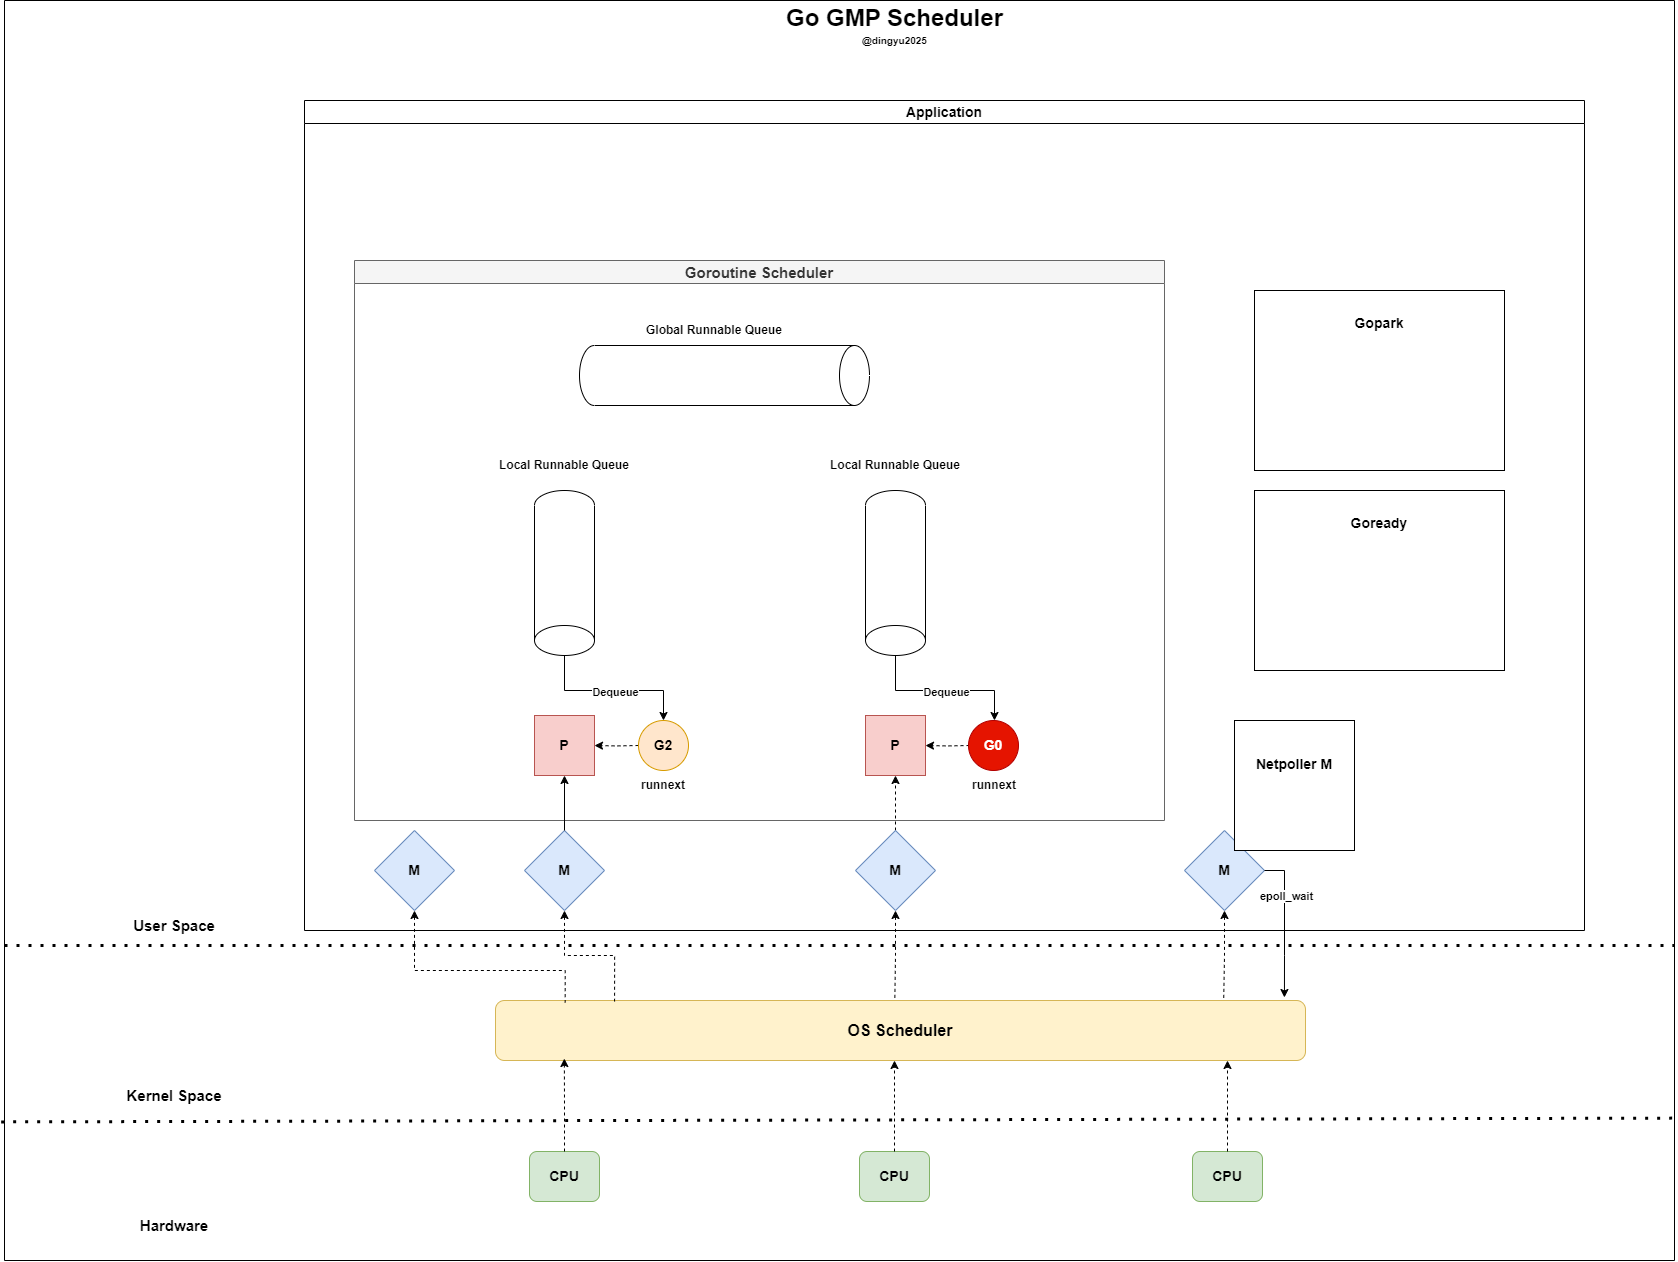 Go GMP Scheduler
@dingyu2025
Application
Goroutine Scheduler
Global Runnable Queue
Gopark
Local Runnable Queue
Local Runnable Queue
Goready
Dequeue
Dequeue
P
G2
P
G0
runnext
runnext
Netpoller M
M
M
M
M
epoll_wait
User Space
OS Scheduler
Kernel Space
CPU
CPU
CPU
Hardware